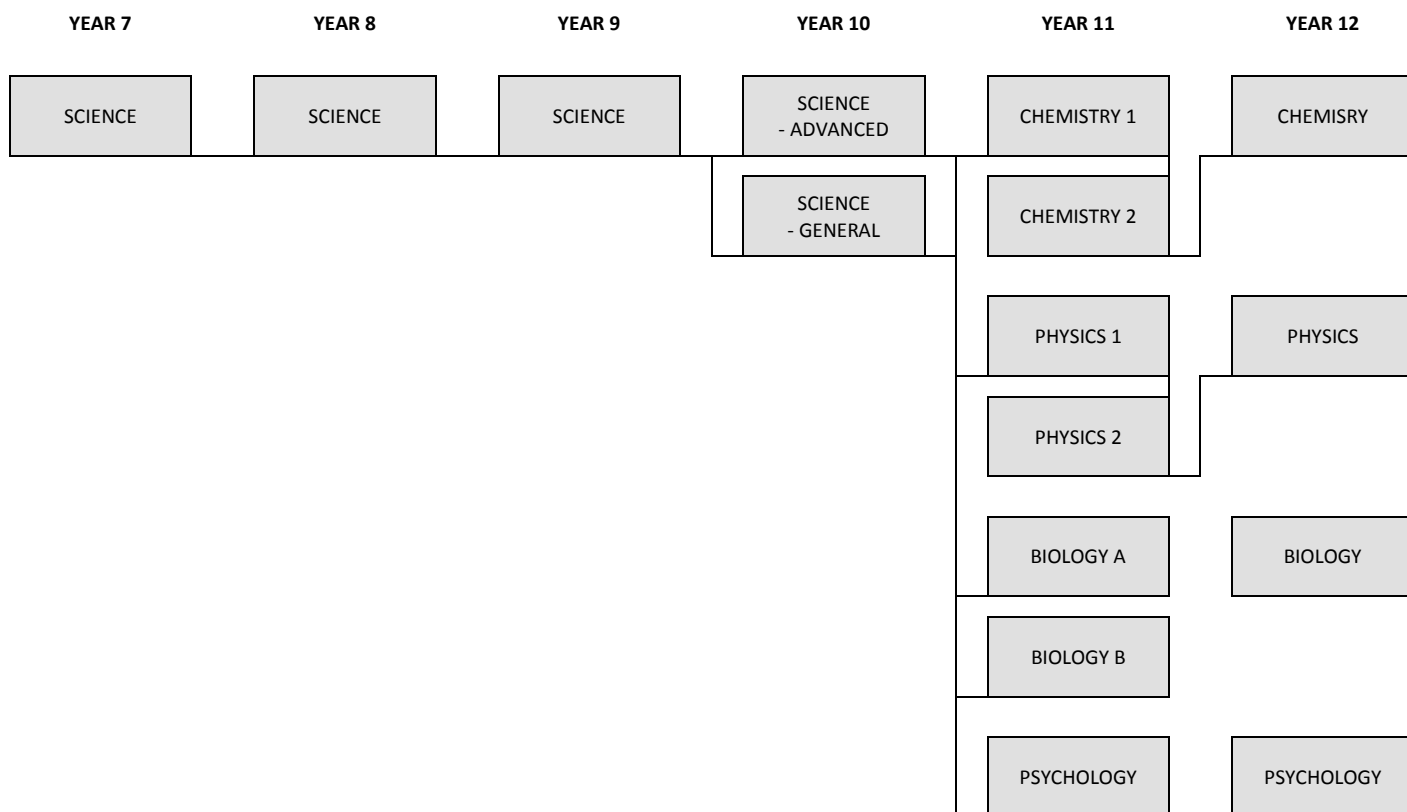 YEAR 7
YEAR 8
YEAR 9
YEAR 10
YEAR 11
YEAR 12
SCIENCE
SCIENCE
SCIENCE
SCIENCE
- ADVANCED
CHEMISTRY 1
CHEMISRY
SCIENCE
- GENERAL
CHEMISTRY 2
PHYSICS 1
PHYSICS
PHYSICS 2
BIOLOGY A
BIOLOGY
BIOLOGY B
PSYCHOLOGY
PSYCHOLOGY